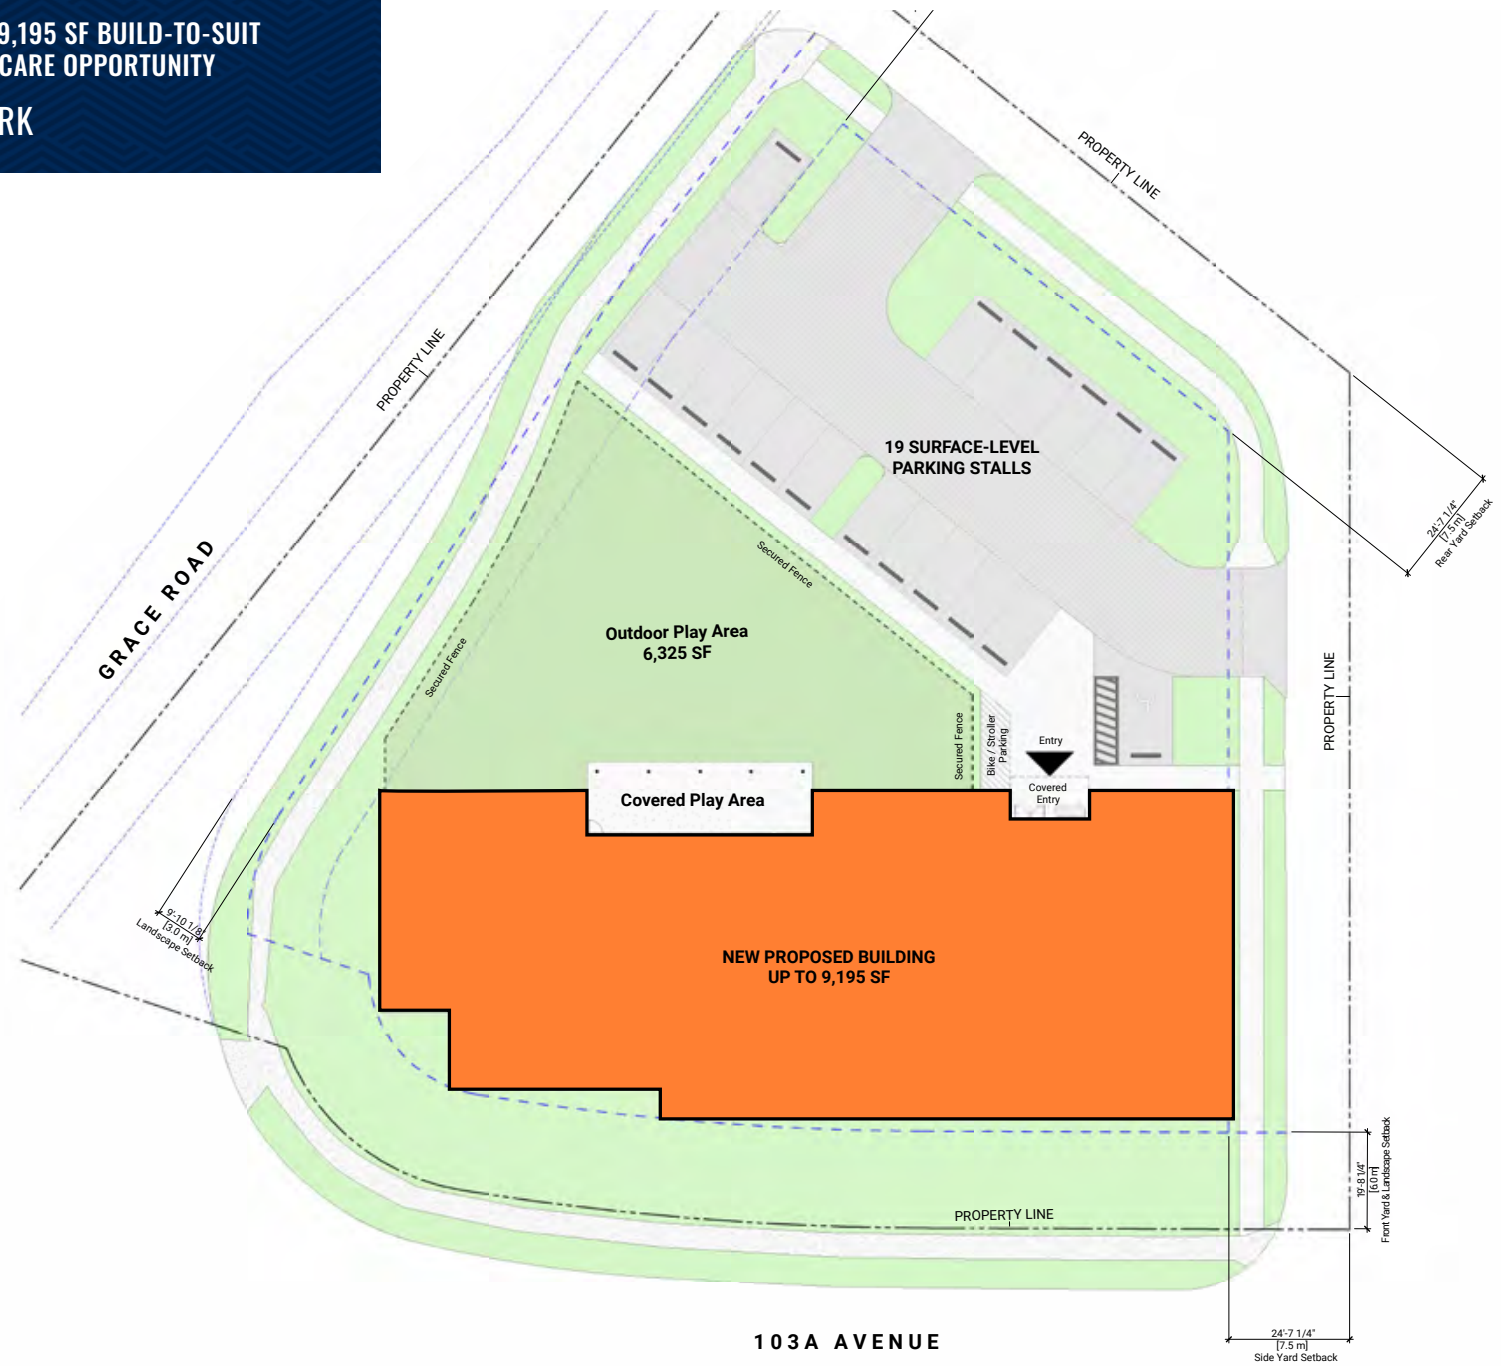 9,195 SF BUILD-TO-SUIT
CARE OPPORTUNITY
RK
PROPERTY LINE
PROPERTY LINE
19 SURFACE-LEVEL
PARKING STALLS
24'-7 1/4"
[7.5 m]
Rear Yard Setback
GRACE ROAD
Secured Fence
Outdoor Play Area
6,325 SF
Secured Fence
PROPERTY LINE
Secured Fence
Bike / Stroller
Parking
Entry
Covered
Entry
Covered Play Area
9'-10 1/8"
[3.0 m]
Landscape Setback
NEW PROPOSED BUILDING
UP TO 9,195 SF
19'-8 1/4"
[6.0 m]
Front Yard & Landscape Setback
PROPERTY LINE
103A AVENUE
24'-7 1/4"
[7.5 m]
Side Yard Setback